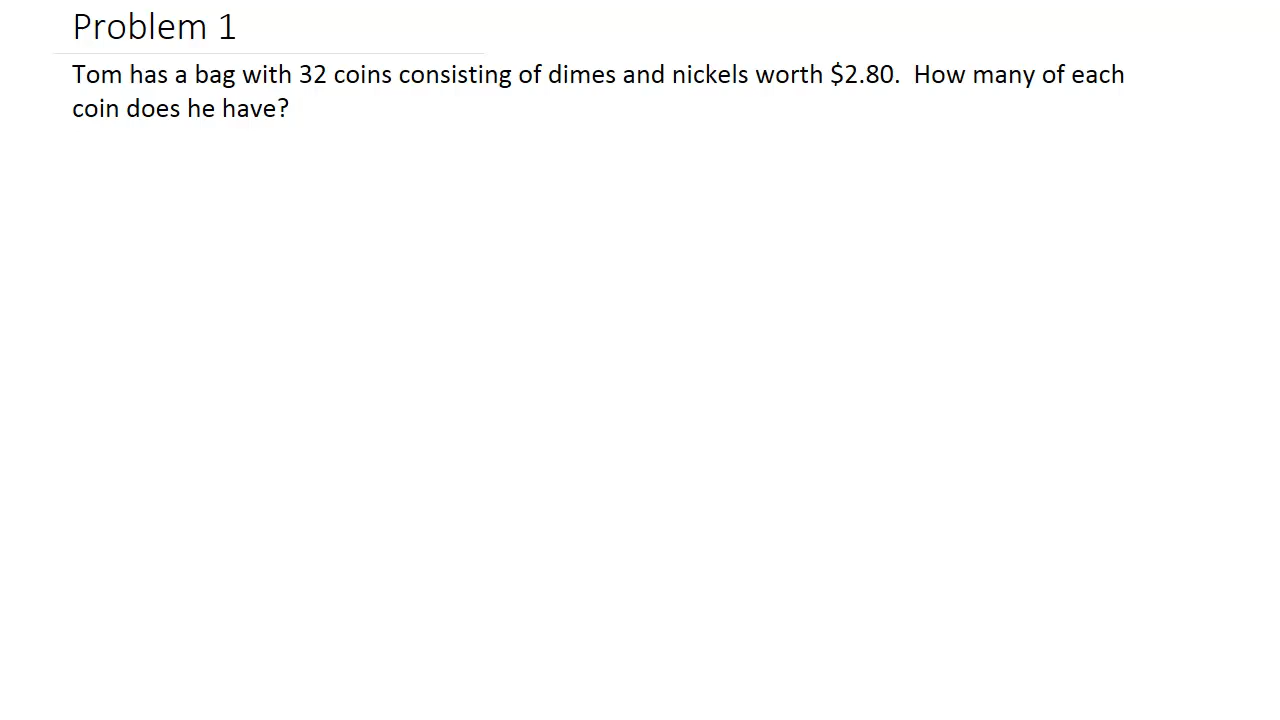 Problem 1
Tom has a bag with 32 coins consisting of dimes and nickels worth $2.80.  How many of each
coin does he have?